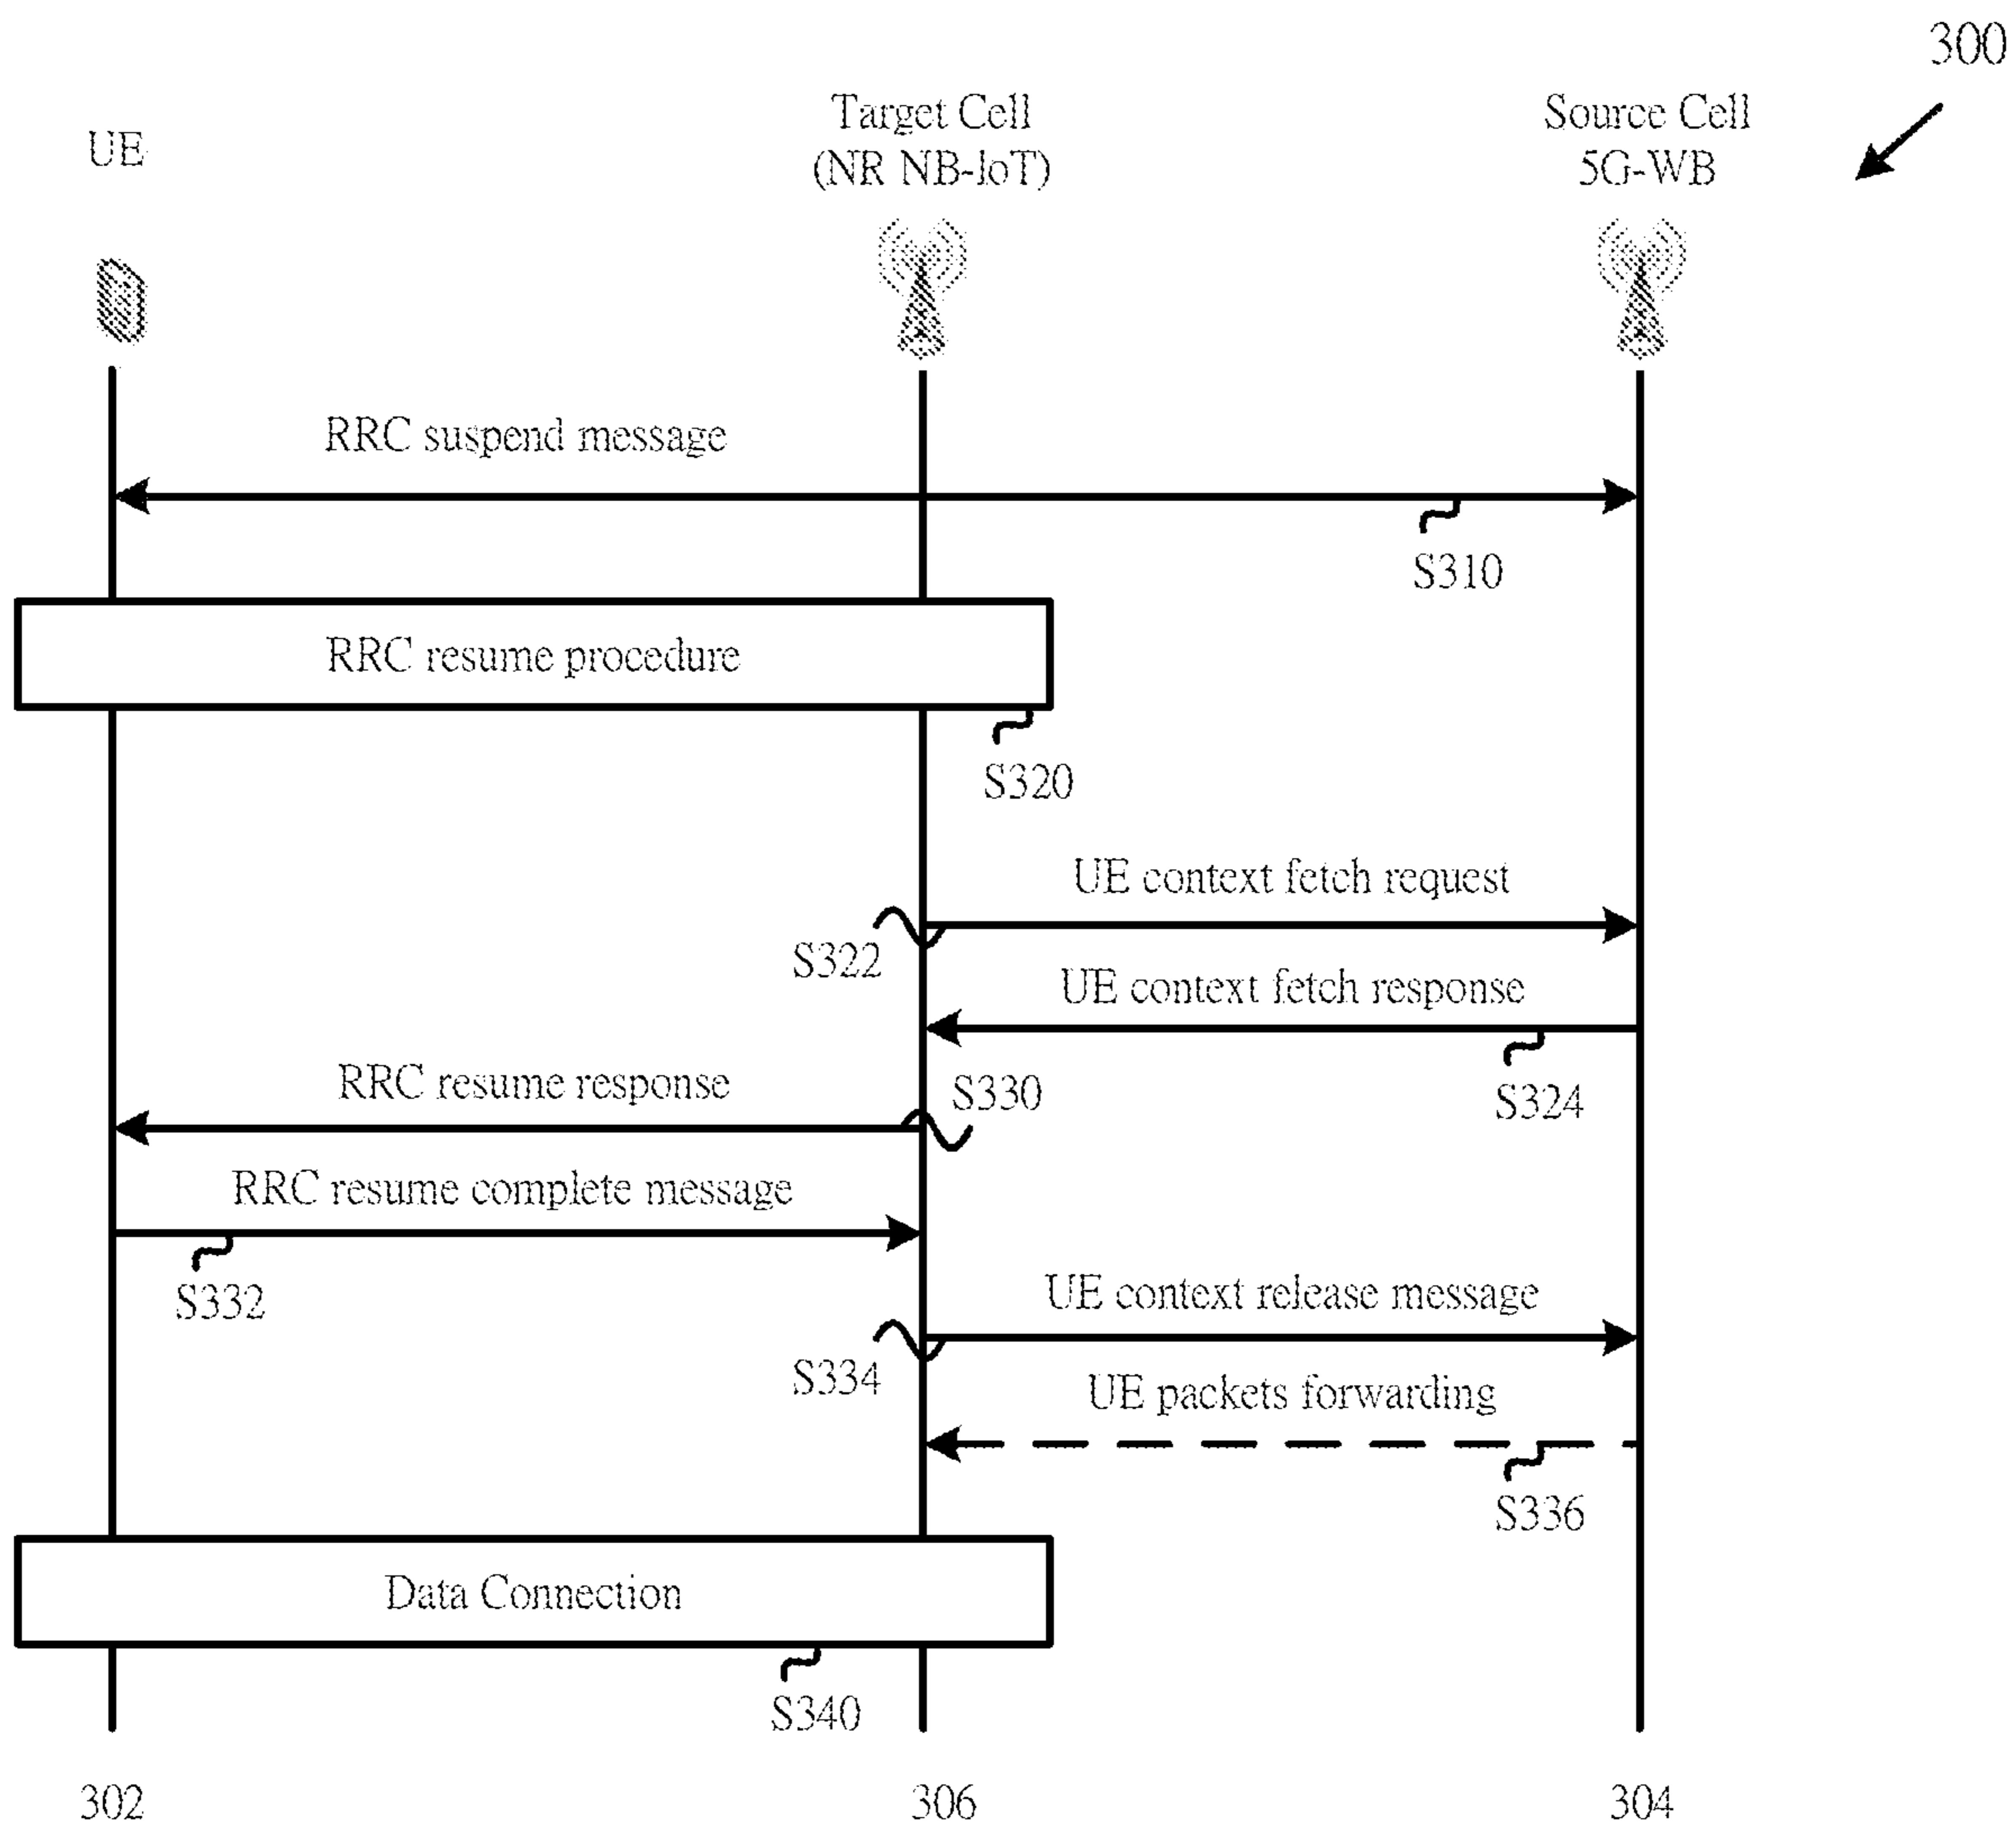 300
UE
Target Cell
(NR NB-IoT)
Source Cell
5G-WB
RRC suspend message
S310
RRC resume procedure
S320
UE context fetch request
S322
UE context fetch response
S324
RRC resume response
S330
RRC resume complete message
S332
UE context release message
S334
UE packets forwarding
S336
Data Connection
S340
302
306
304